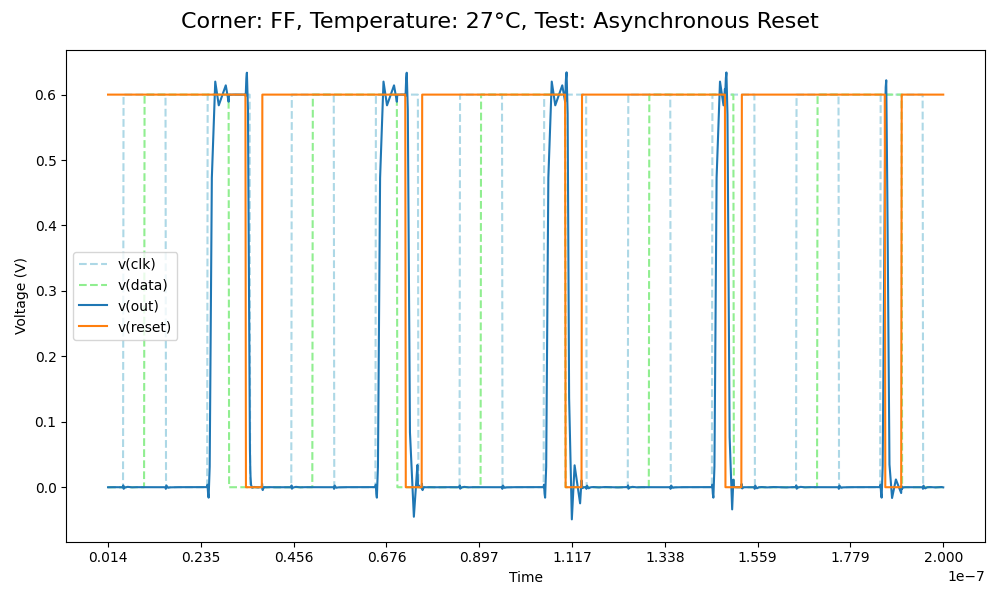 Corner: FF, Temperature: 27°C, Test: Asynchronous Reset
Voltage (V)
0.6
0.5
0.4
0.3
0.2
0.1
0.0
v(clk)
v(data)
v(out)
v(reset)
0.014 0.235 0.456 0.676 0.897 1.117 1.338 1.559 1.779 2.000
Time
1e−7